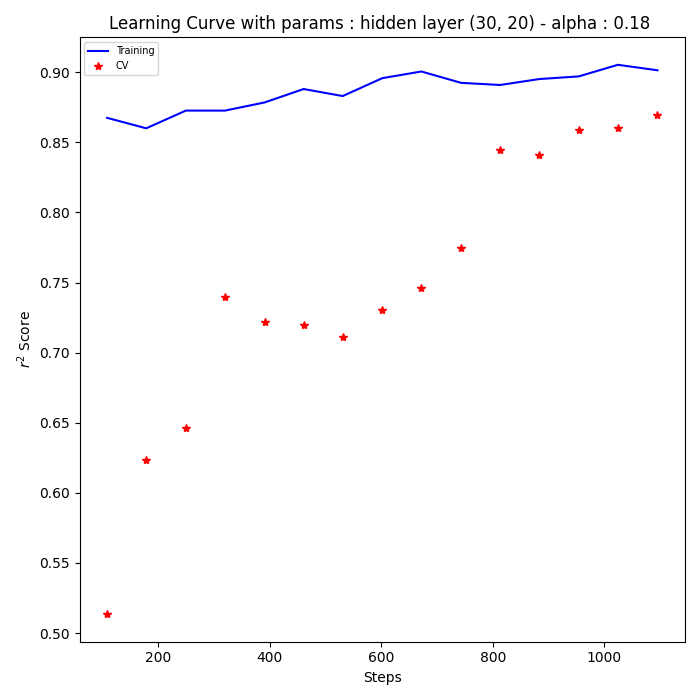 Learning Curve with params : hidden layer (30, 20) - alpha : 0.18
Training
CV
0.90
0.85
0.80
0.75
0.70
0.65
0.60
0.55
0.50
r² Score
200 400 600 800 1000
Steps